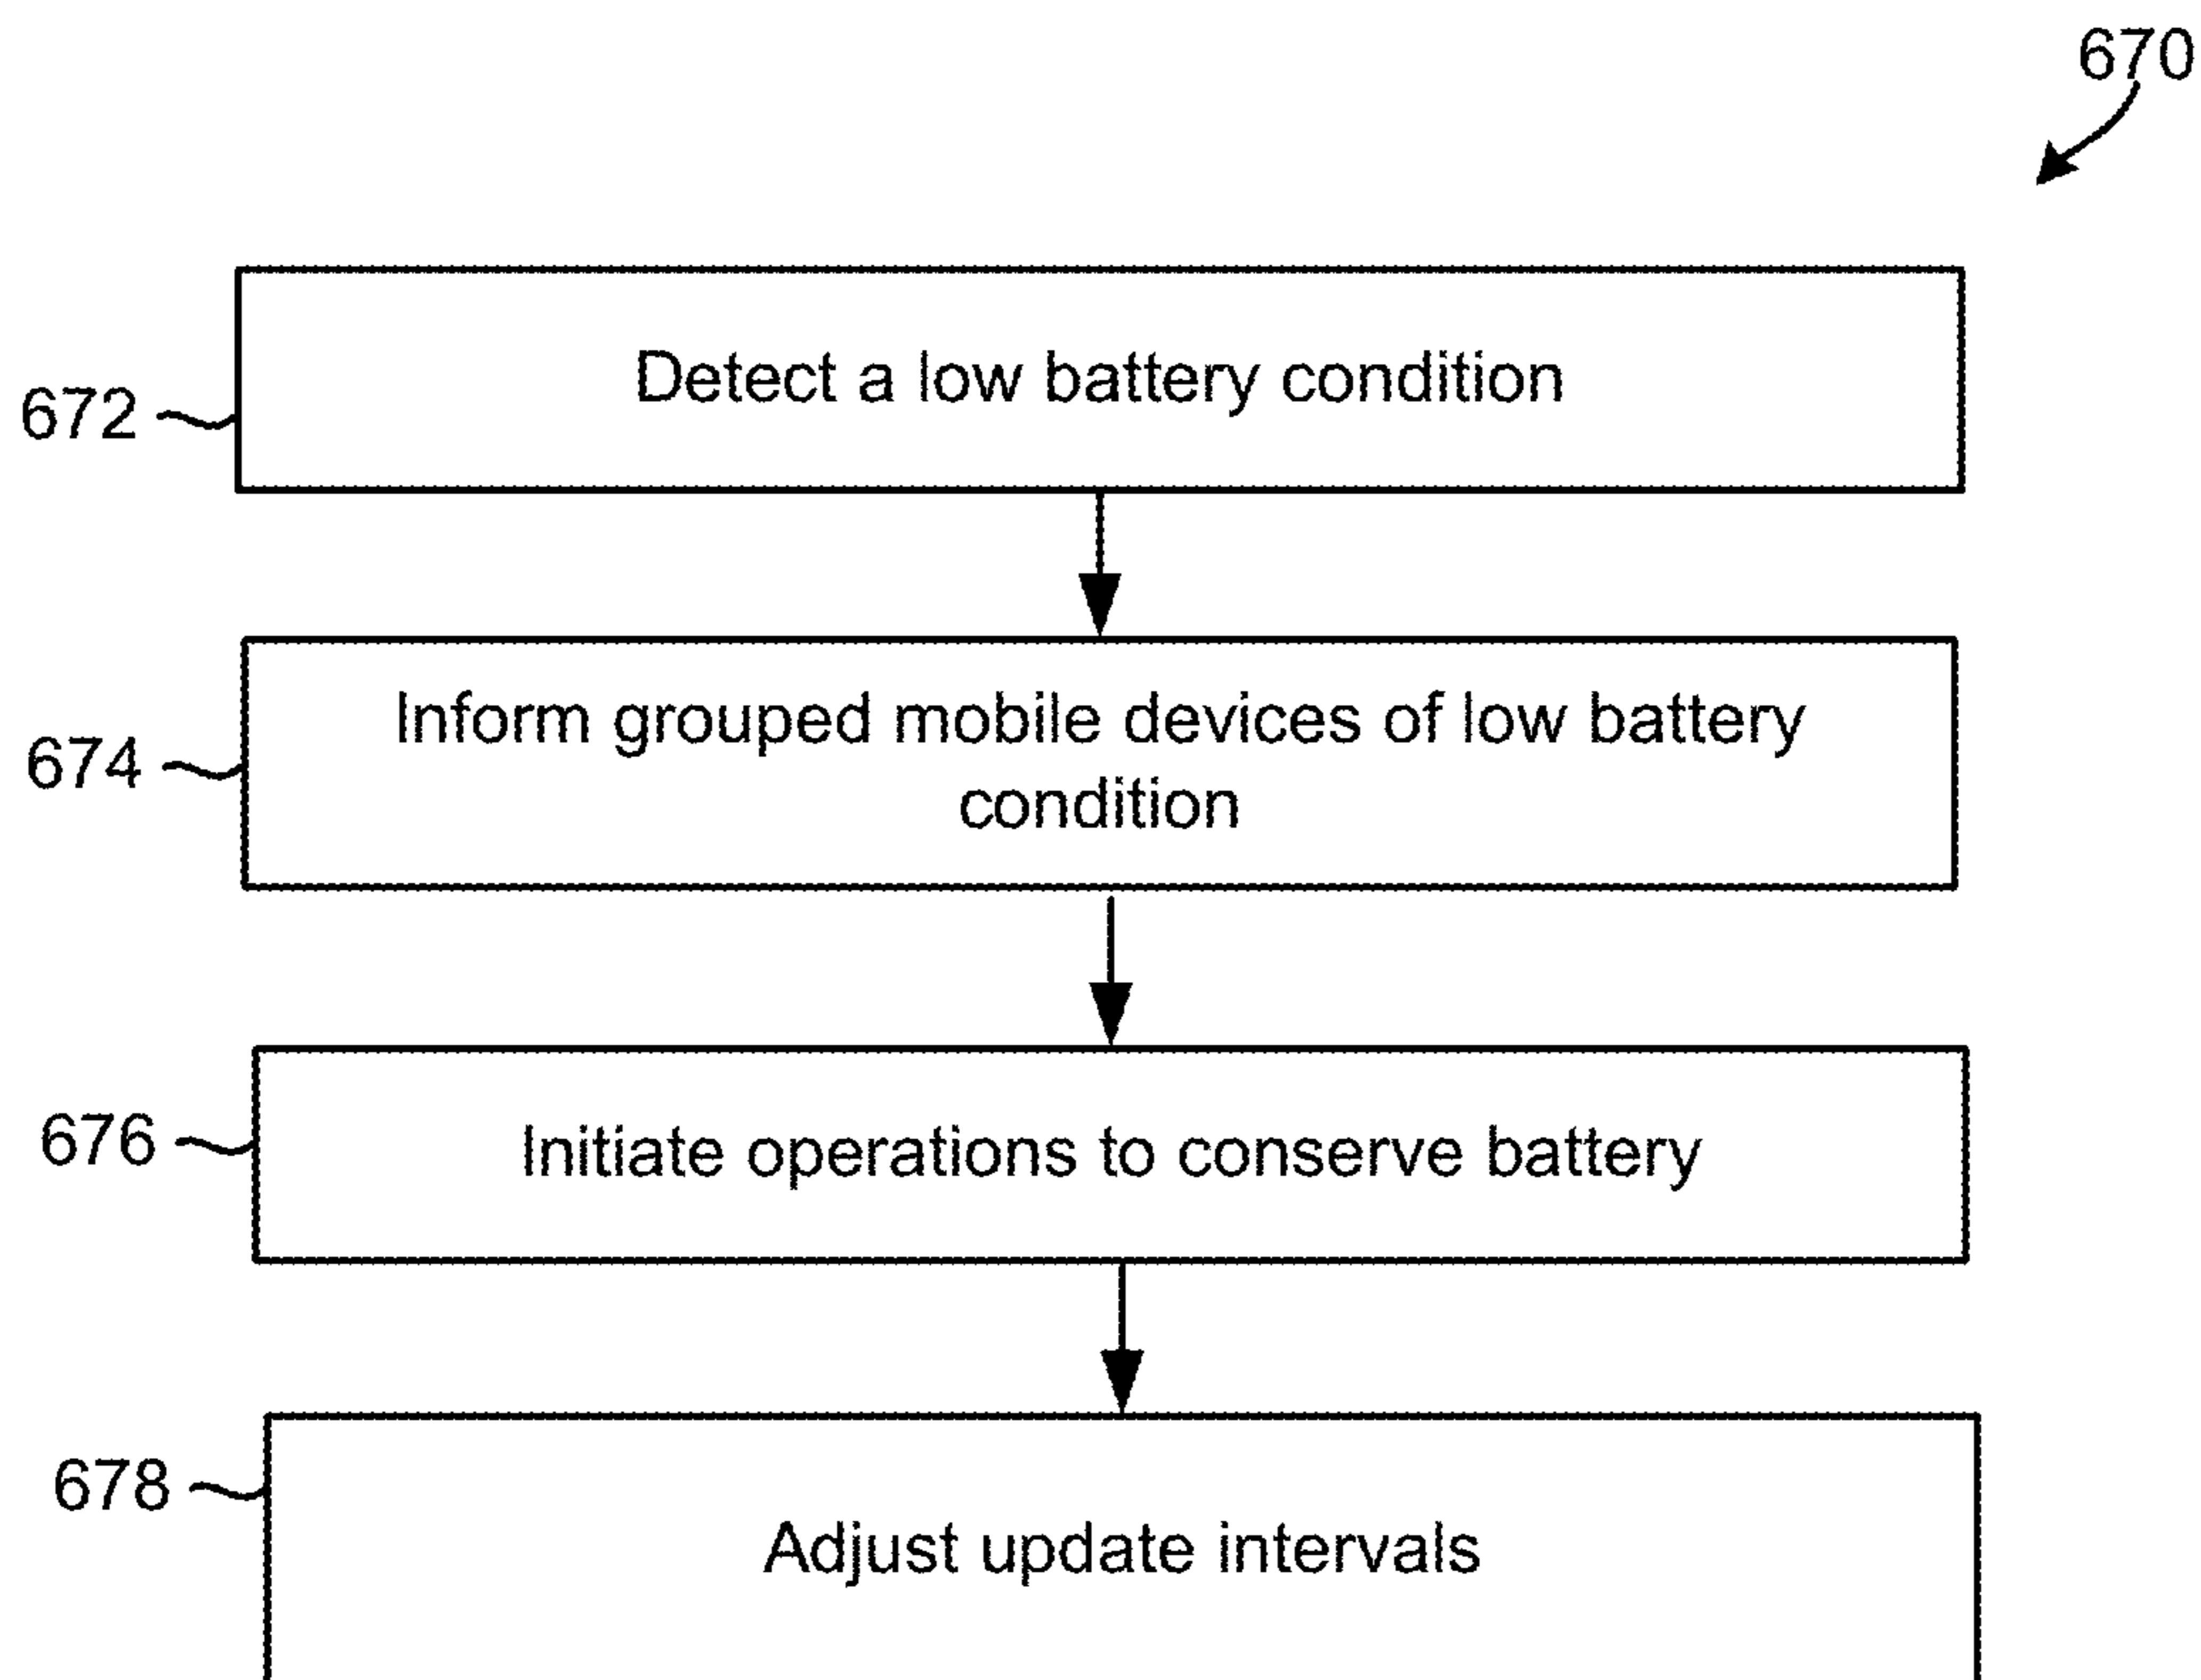 670
Detect a low battery condition
672
Inform grouped mobile devices of low battery
condition
674
Initiate operations to conserve battery
676
678
Adjust update intervals